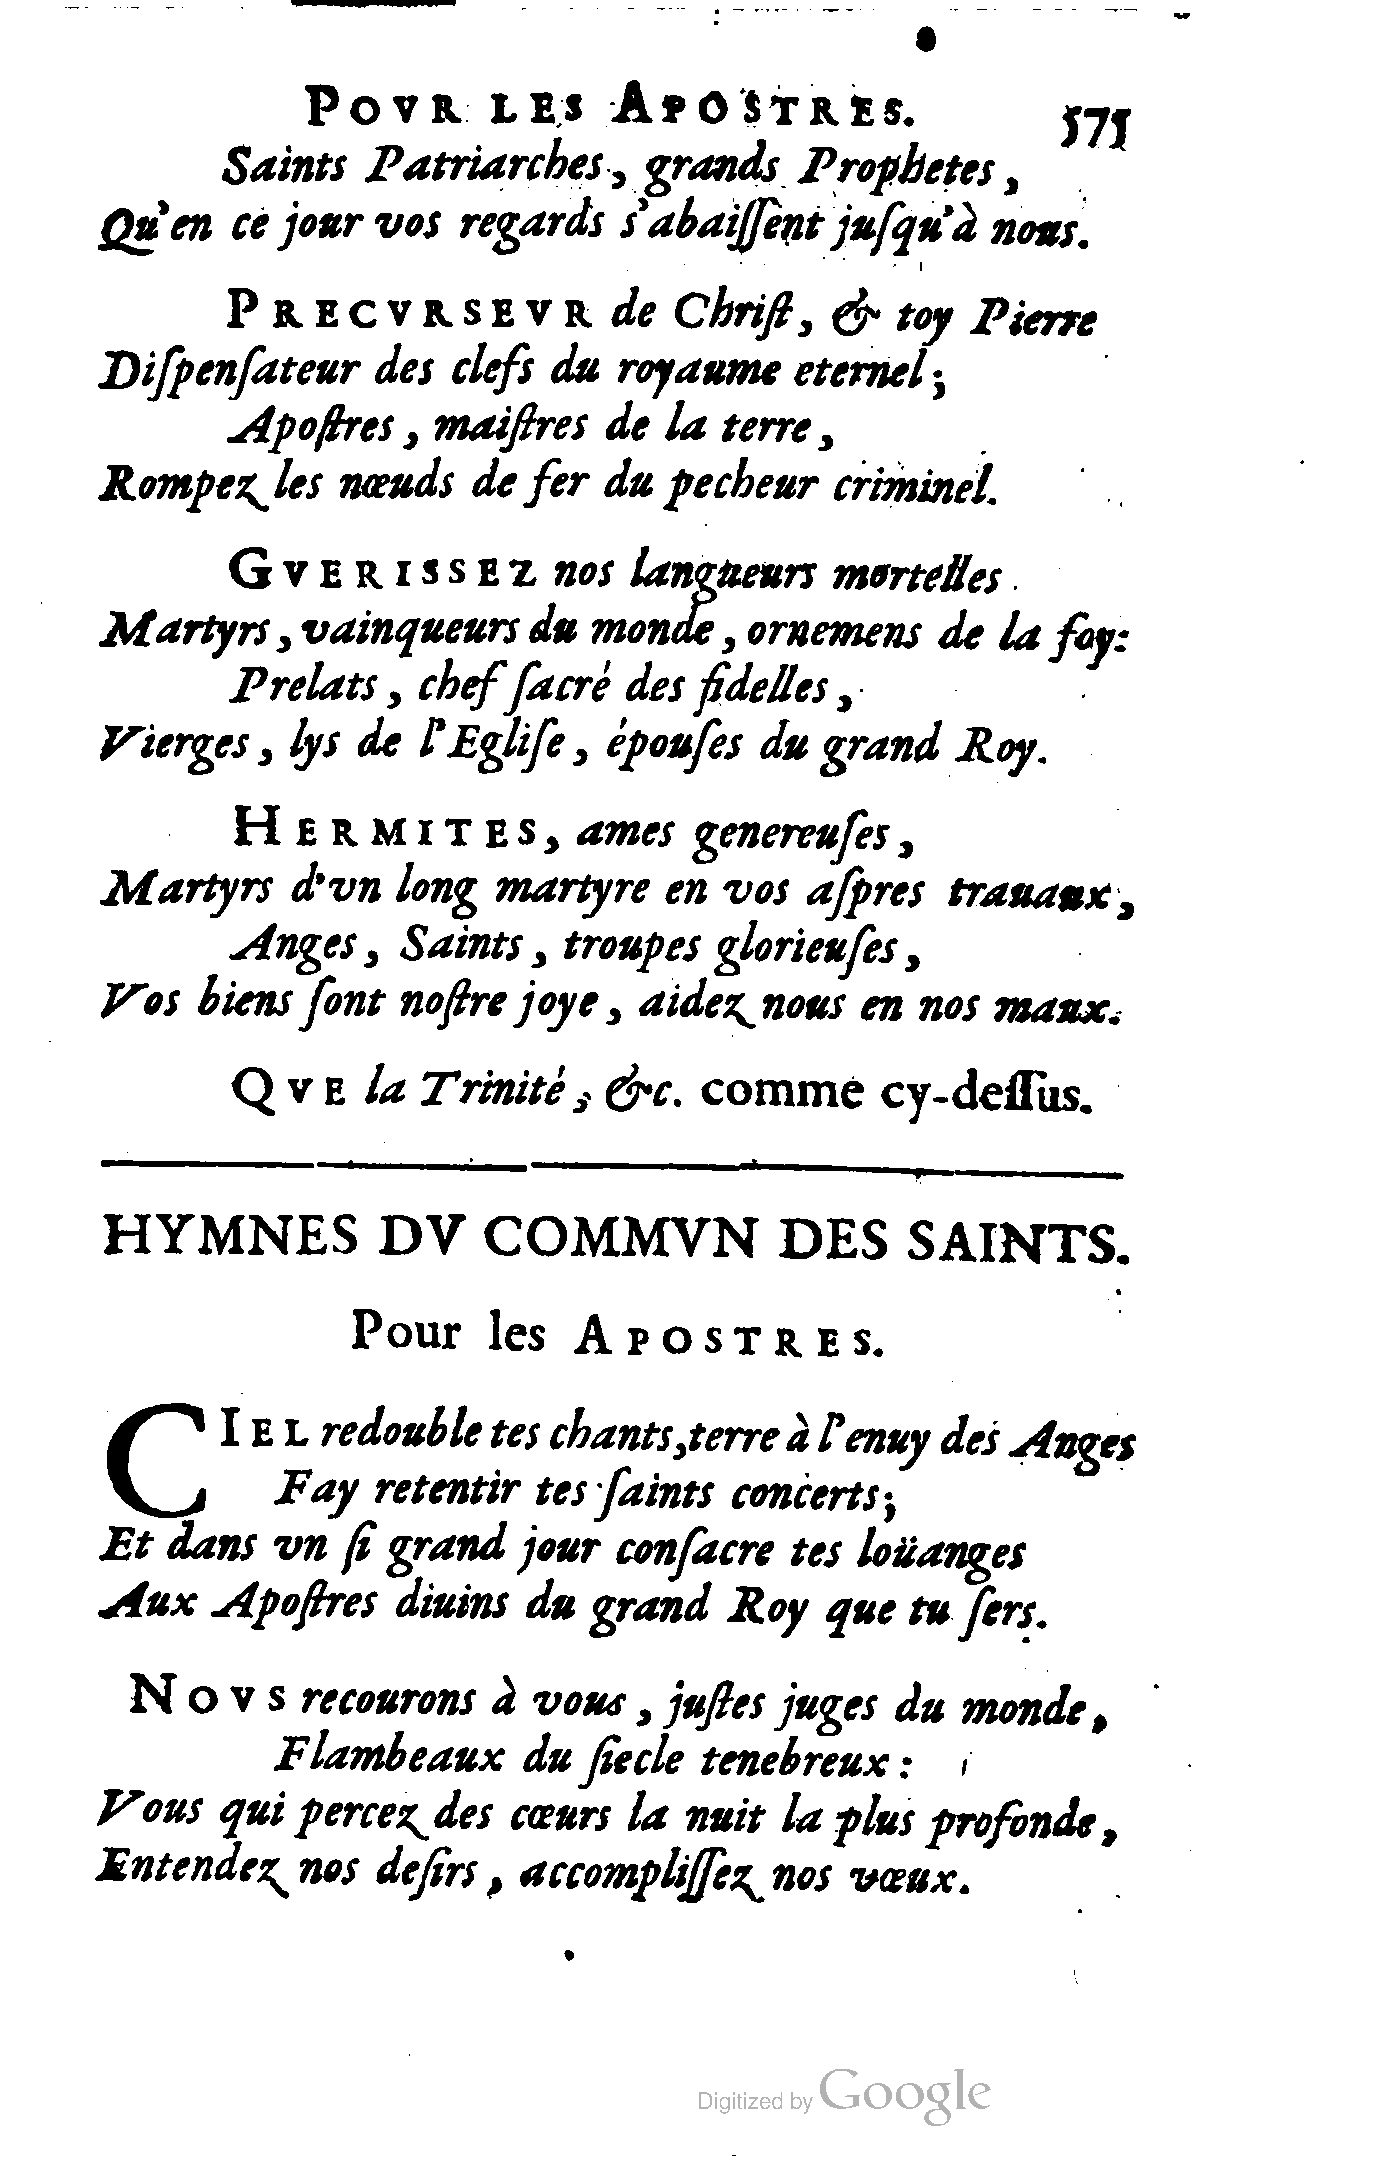 POVR LES APOSTRES. 575
Saints Patriarches, grands Prophetes,
Qu'en ce jour vos regards s'abaiſſent juſqu'à nous.
PRECVRSEVR de Chriſt, & toy Pierre
Diſpenſateur des clefs du royaume eternel;
Apoſtres, maiſtres de la terre,
Rompez les nœuds de fer du pecheur criminel.
GVERISSEZ nos langueurs mortelles
Martyrs, vainqueurs du monde, ornemens de la foy:
Prelats, chef ſacré des fidelles,
Vierges, lys de l'Egliſe, épouſes du grand Roy.
HERMITES, ames genereuſes,
Martyrs d'vn long martyre en vos aſpres trauaux,
Anges, Saints, troupes glorieuſes,
Vos biens ſont noſtre joye, aidez nous en nos maux.
QVE la Trinité, &c. comme cy-deſſus.
HYMNES DV COMMVN DES SAINTS.
Pour les APOSTRES.
CIEL redouble tes chants, terre à l'enuy des Anges
Fay retentir tes ſaints concerts;
Et dans vn ſi grand jour conſacre tes loüanges
Aux Apoſtres diuins du grand Roy que tu ſers.
NOVS recourons à vous, juſtes juges du monde,
Flambeaux du ſiecle tenebreux:
Vous qui percez des cœurs la nuit la plus profonde,
Entendez nos deſirs, accompliſſez nos vœux.
Digitized by Google